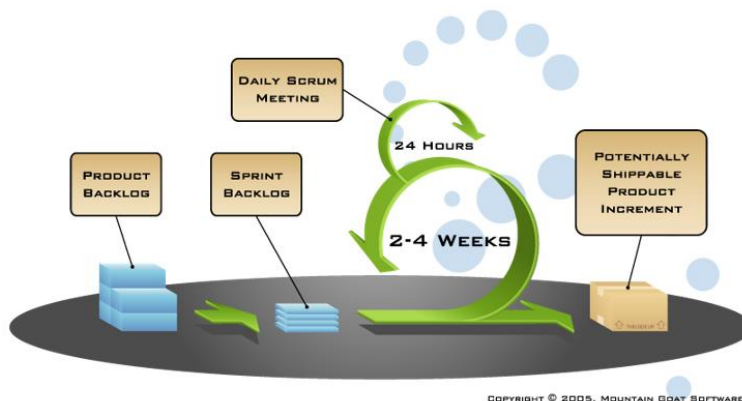 DAILY SCRUM
MEETING
24 HOURS
PRODUCT
BACKLOG
SPRINT
BACKLOG
POTENTIALLY
SHIPPABLE
PRODUCT
INCREMENT
2-4 WEEKS
COPYRIGHT © 2005, MOUNTAIN GOAT SOFTWARE